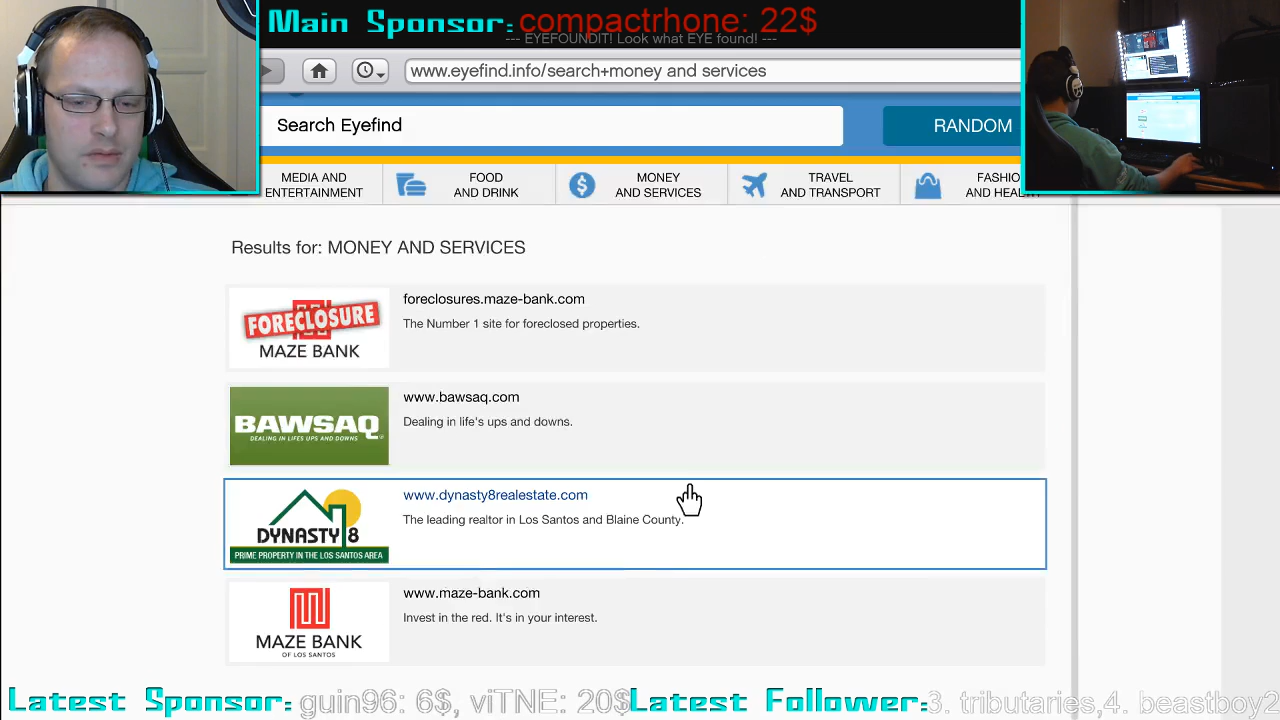 Main Sponsor: compactrhone: 22$
--- EYEFOUNDIT! Look what EYE found! ---
www.eyefind.info/search+money and services
Search Eyefind
RANDOM
MEDIA AND ENTERTAINMENT
FOOD AND DRINK
MONEY AND SERVICES
TRAVEL AND TRANSPORT
FASHIO
AND HEALTH
Results for: MONEY AND SERVICES
FORECLOSURE
MAZE BANK
foreclosures.maze-bank.com
The Number 1 site for foreclosed properties.
BAWSAQ
DEALING IN LIFES UPS AND DOWNS
www.bawsaq.com
Dealing in life's ups and downs.
DYNASTY 8
PRIME PROPERTY IN THE LOS SANTOS AREA
www.dynasty8realestate.com
The leading realtor in Los Santos and Blaine County.
MAZE BANK
OF LOS SANTOS
www.maze-bank.com
Invest in the red. It's in your interest.
Latest Sponsor: guin96: 6$, viTNE: 20$ Latest Follower: 3. tributaries,4. beastboy2